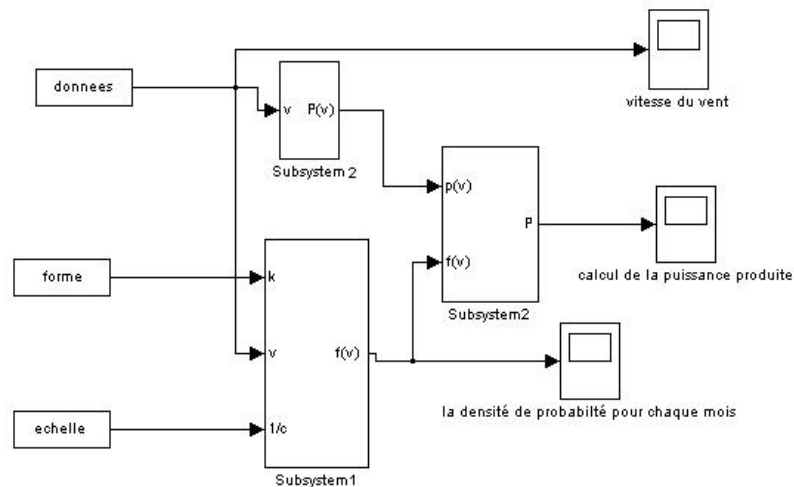 donnees
vitesse du vent
v P(v)
Subsystem 2
p(v)
P
f(v)
Subsystem2
calcul de la puissance produite
forme
k
v
f(v)
1/c
Subsystem1
echelle
la densité de probabilté pour chaque mois